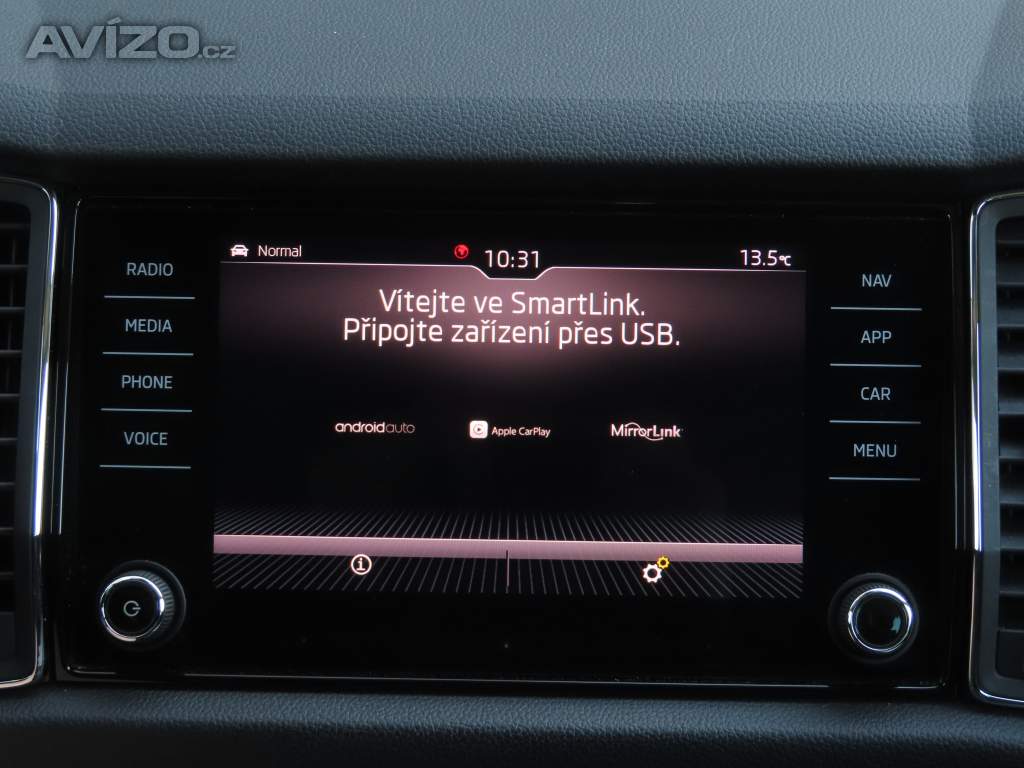 AVÍZO.cz
Normal
10:31
13.5°C
Vítejte ve SmartLink.
Připojte zařízení přes USB.
androidauto
Apple CarPlay
MirrorLink
RADIO
MEDIA
PHONE
VOICE
NAV
APP
CAR
MENU